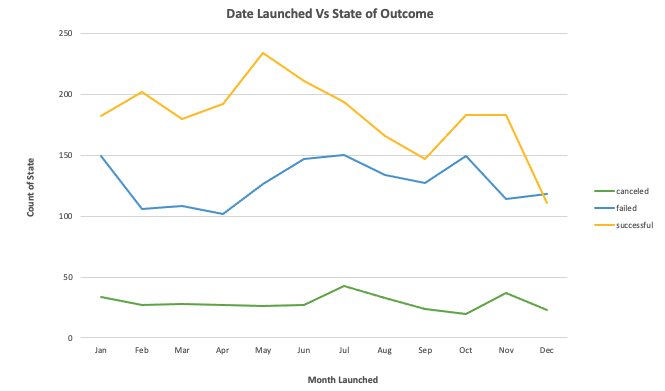 Date Launched Vs State of Outcome
250
200
150
100
50
0
Count of State
Jan Feb Mar Apr May Jun Jul Aug Sep Oct Nov Dec
Month Launched
canceled
failed
successful